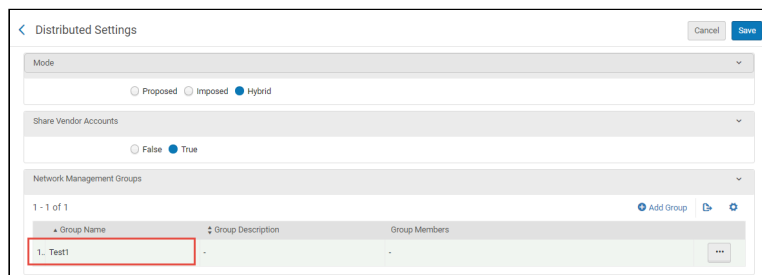 Distributed Settings
Cancel
Save
Mode
Proposed Imposed Hybrid
Share Vendor Accounts
False True
Network Management Groups
1 - 1 of 1
Add Group
Group Name Group Description Group Members
1.. Test1 - -